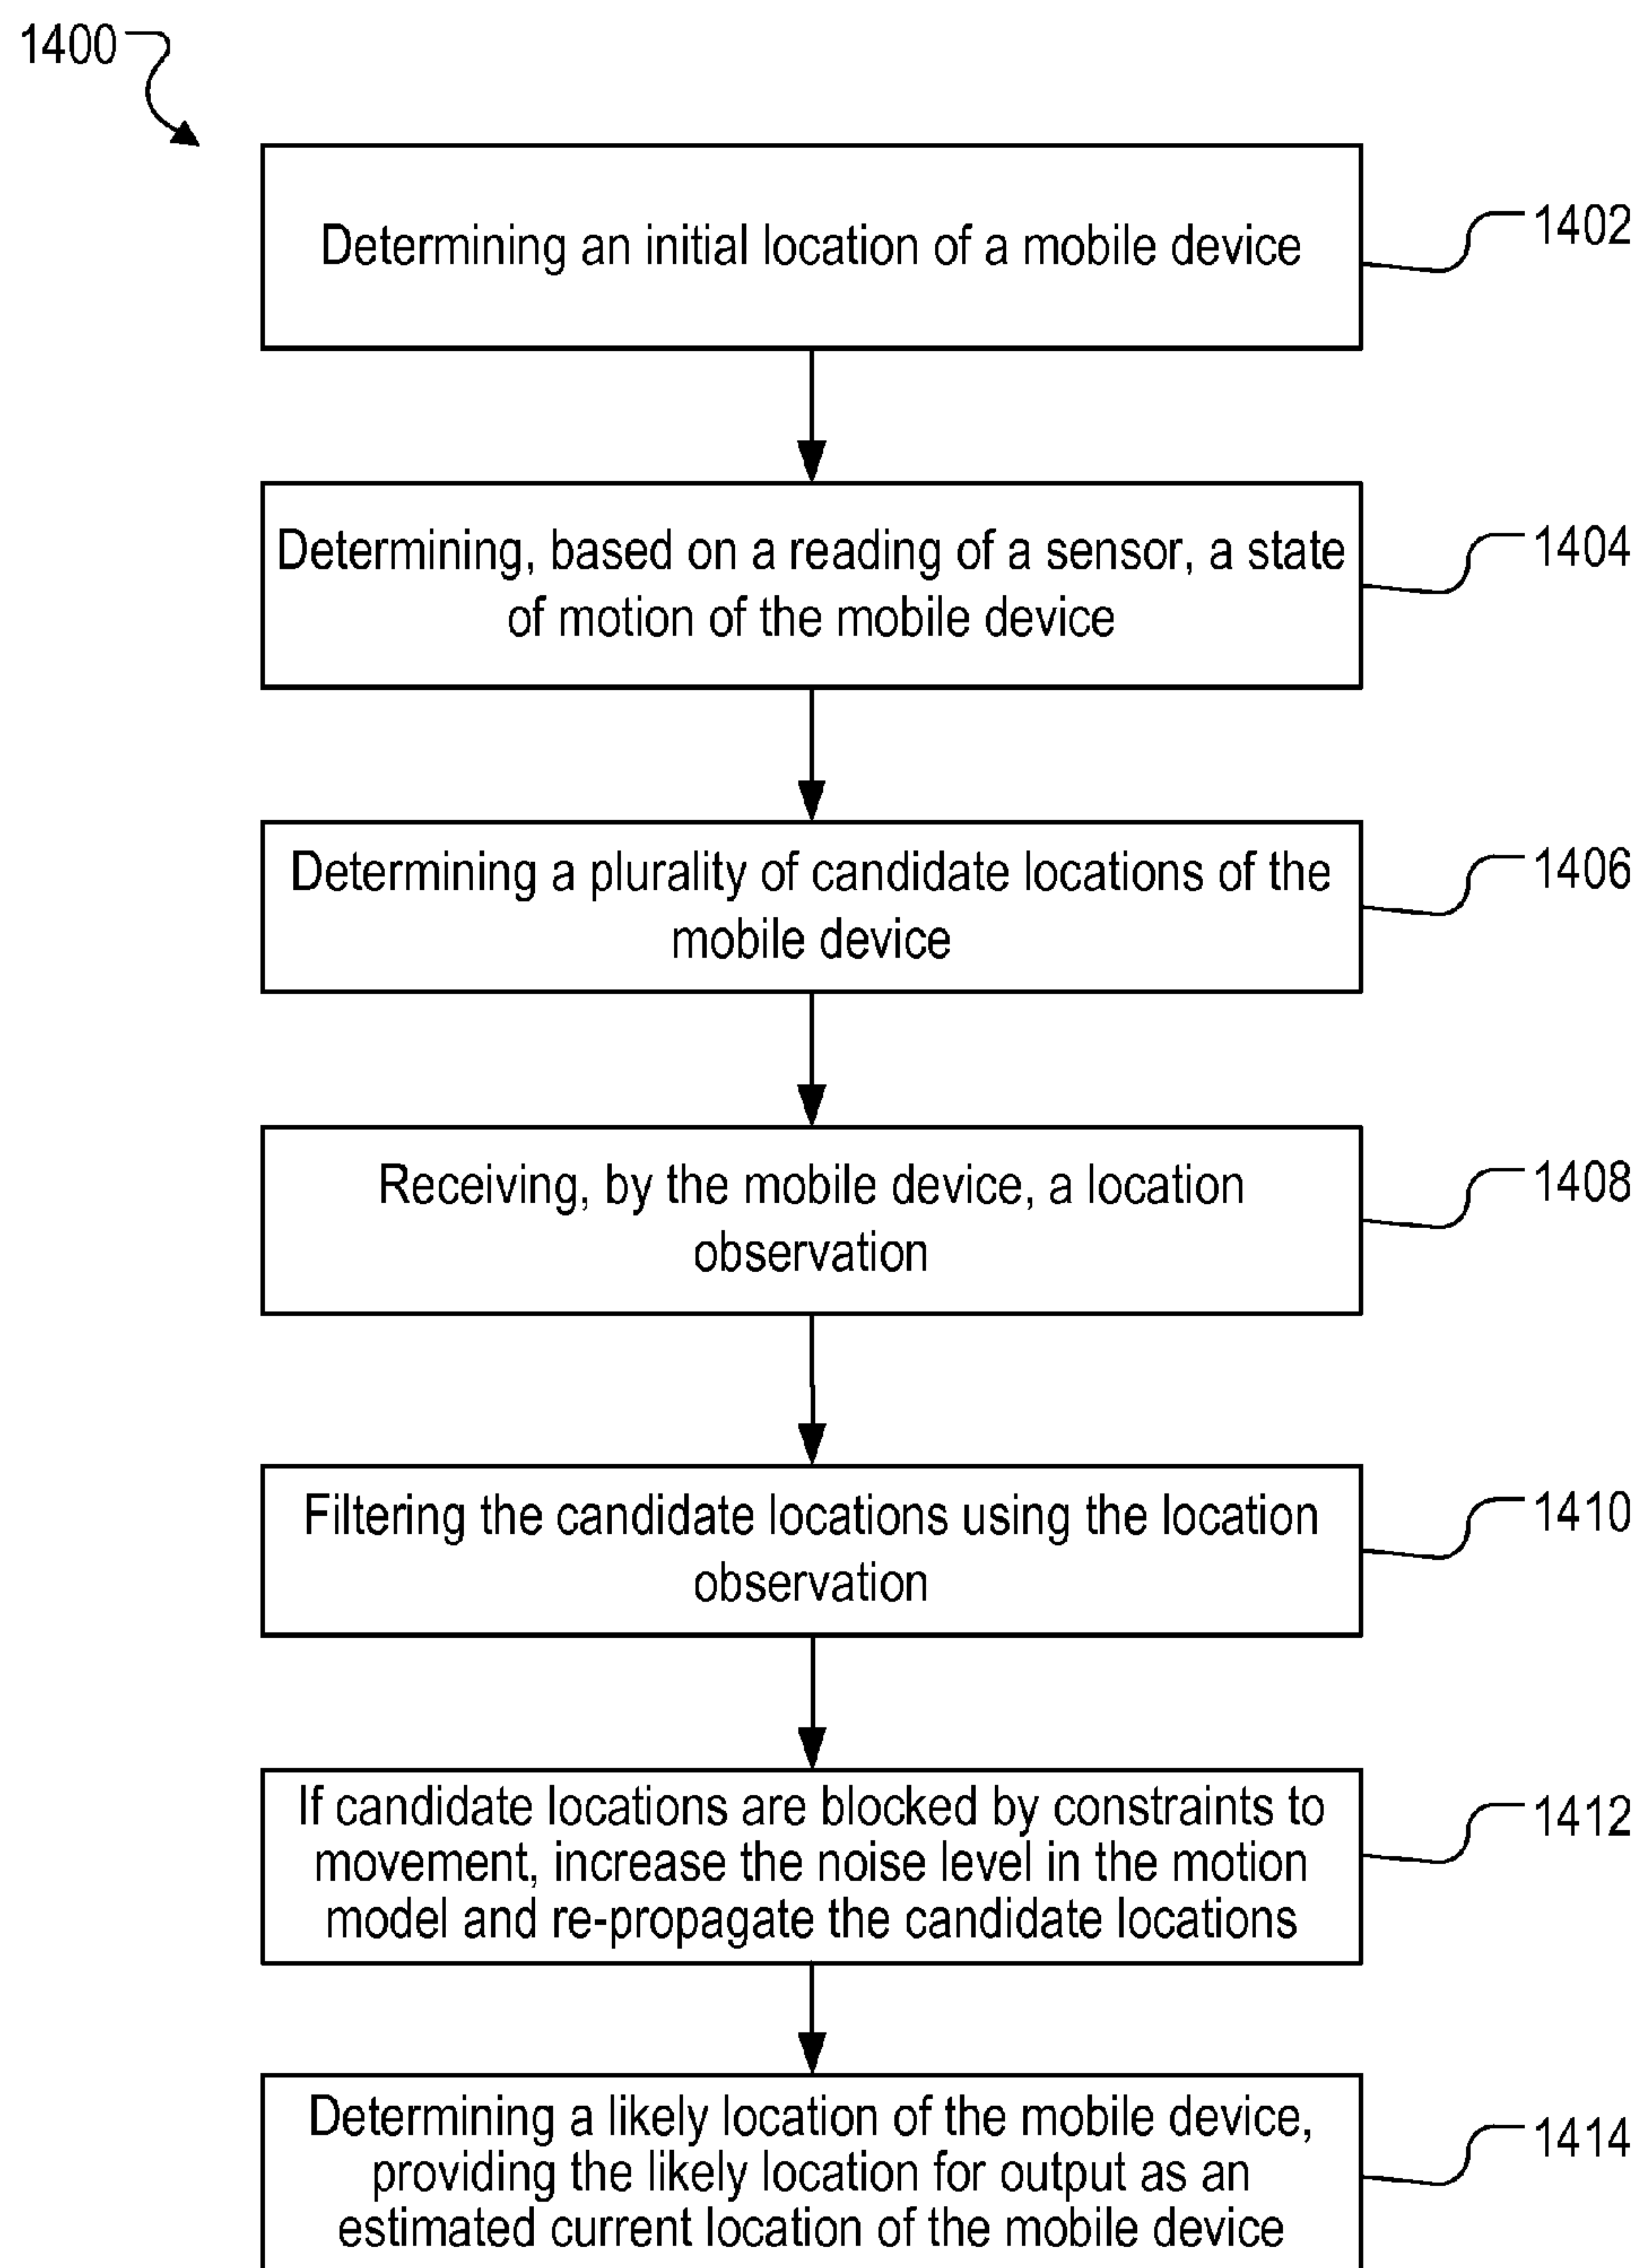 1400
Determining an initial location of a mobile device
1402
Determining, based on a reading of a sensor, a state
of motion of the mobile device
1404
Determining a plurality of candidate locations of the
mobile device
1406
Receiving, by the mobile device, a location
observation
1408
Filtering the candidate locations using the location
observation
1410
If candidate locations are blocked by constraints to
movement, increase the noise level in the motion
model and re-propagate the candidate locations
1412
Determining a likely location of the mobile device,
providing the likely location for output as an
estimated current location of the mobile device
1414